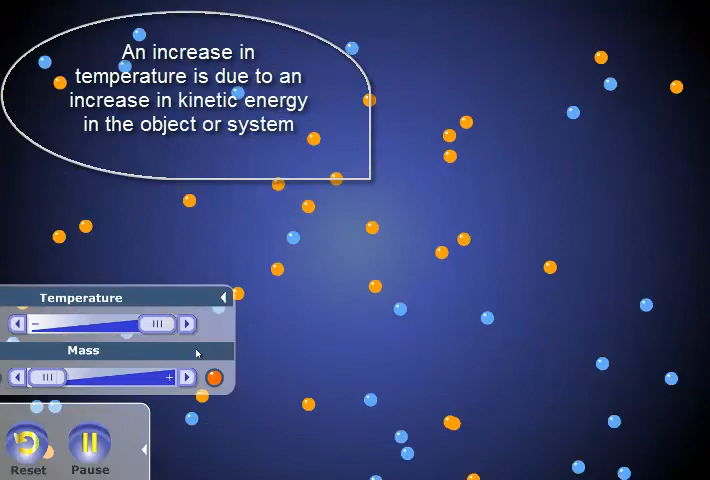 An increase in
temperature is due to an
increase in kinetic energy
in the object or system
Temperature
−
Mass
+
Reset Pause